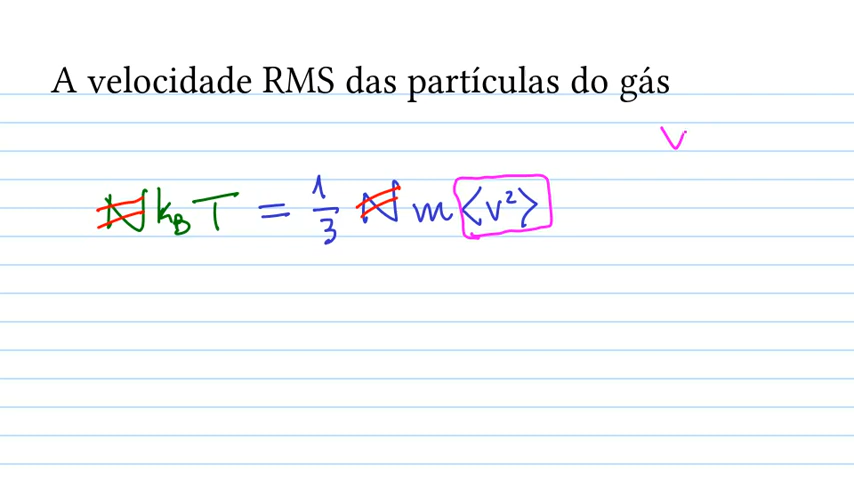 A velocidade RMS das partículas do gás
v
N k_B T = 1/3 N m ⟨v²⟩